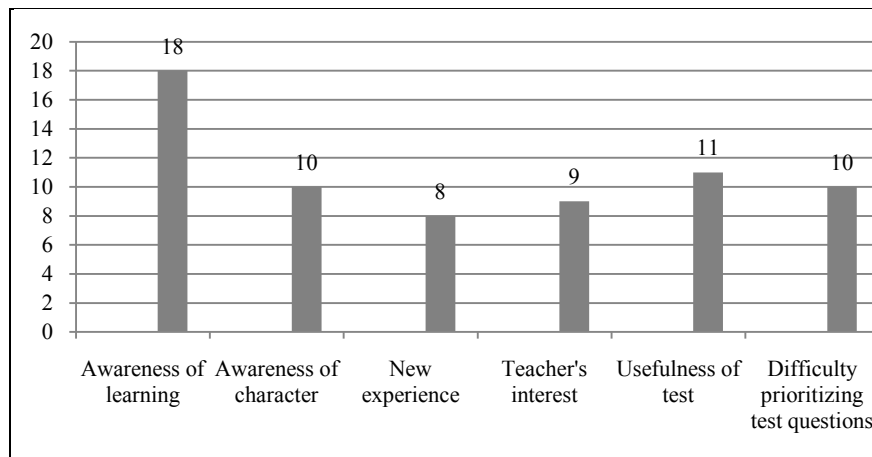 20
18
16
14
12
10
8
6
4
2
0
18
10
8
9
11
10
Awareness of
learning
Awareness of
character
New
experience
Teacher's
interest
Usefulness of
test
Difficulty
prioritizing
test questions